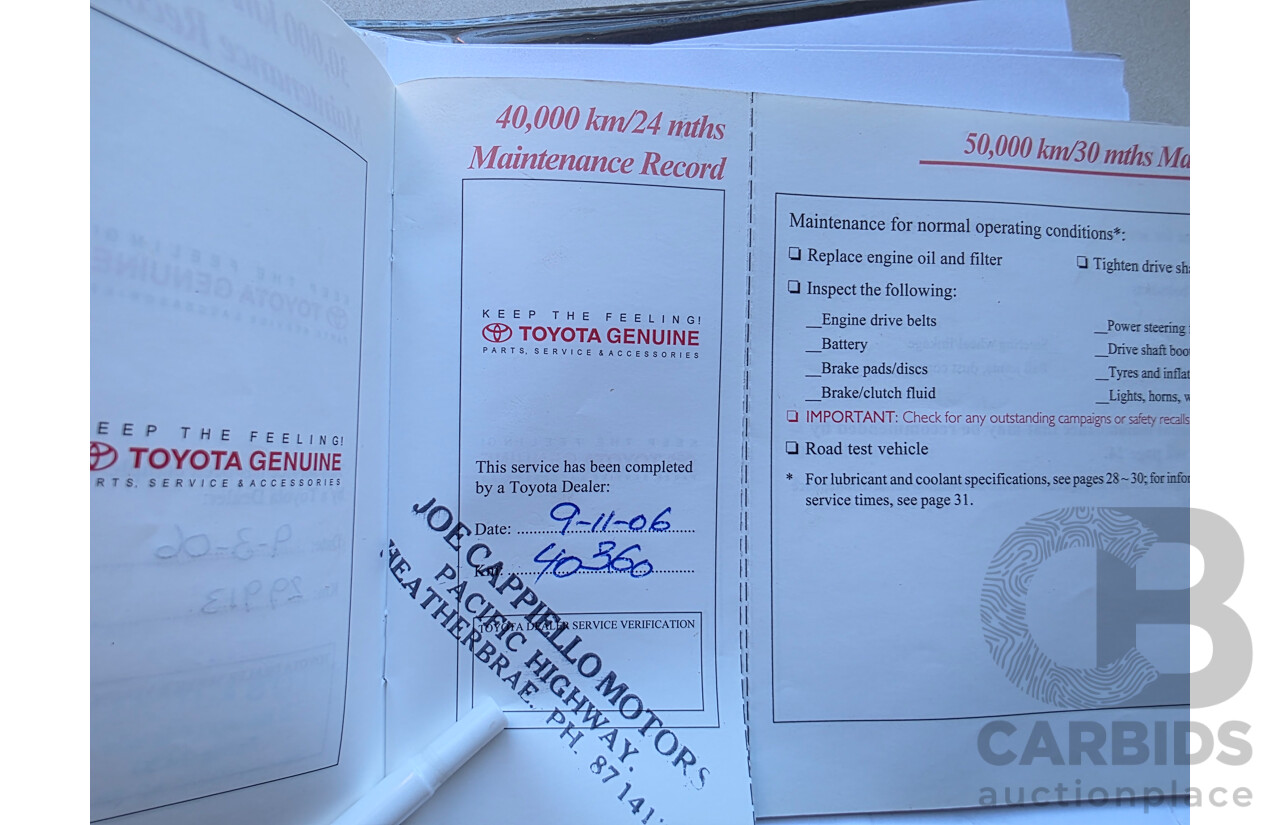 EEP THE FEELING!
TOYOTA GENUINE
RTS, SERVICE & ACCESSORIES
40,000 km/24 mths
Maintenance Record
KEEP THE FEELING!
TOYOTA GENUINE
PARTS, SERVICE & ACCESSORIES
This service has been completed
by a Toyota Dealer:
Date: 9-11-06
Km: 40360
TOYOTA DEALER SERVICE VERIFICATION
JOE CAPPIELLO MOTORS
PACIFIC HIGHWAY.
HEATHERBRAE. PH. 87 141
50,000 km/30 mths Ma
Maintenance for normal operating conditions*:
❏ Replace engine oil and filter
❏ Tighten drive sha
❏ Inspect the following:
__Engine drive belts
__Power steering
__Battery
__Drive shaft boo
__Brake pads/discs
__Tyres and inflat
__Brake/clutch fluid
__Lights, horns, w
❏ IMPORTANT: Check for any outstanding campaigns or safety recalls
❏ Road test vehicle
* For lubricant and coolant specifications, see pages 28~30; for infor
service times, see page 31.
CB
CARBIDS
auctionplace